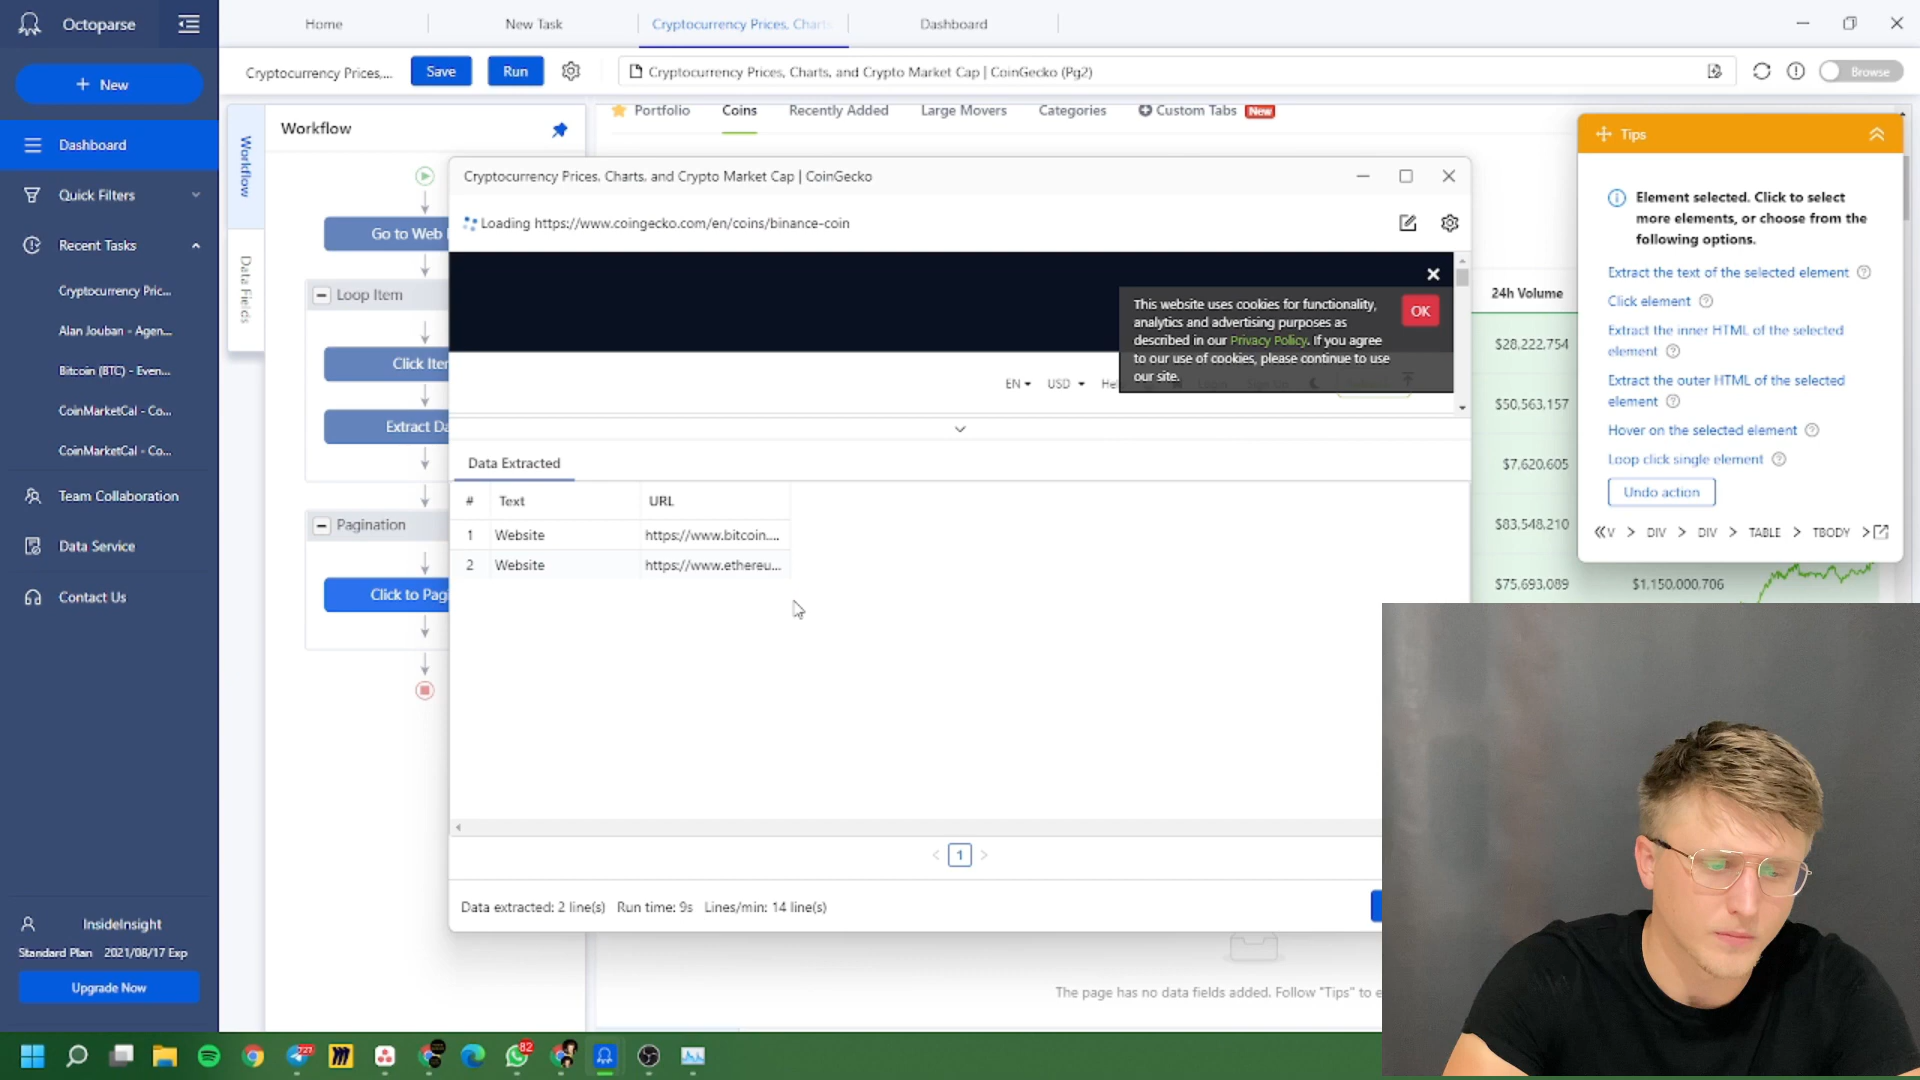 Octoparse
Home
New Task
Cryptocurrency Prices, Charts
Dashboard
New
Cryptocurrency Prices,...
Save
Run
Cryptocurrency Prices, Charts, and Crypto Market Cap | CoinGecko (Pg2)
Browse
Dashboard
Quick Filters
Recent Tasks
Cryptocurrency Pric...
Alan Jouban - Agen...
Bitcoin (BTC) - Even...
CoinMarketCal - Co...
CoinMarketCal - Co...
Team Collaboration
Data Service
Contact Us
InsideInsight
Standard Plan 2021/08/17 Exp
Upgrade Now
Workflow
Data Fields
Workflow
Go to Web
Loop Item
Click Ite
Extract Da
Pagination
Click to Pag
Portfolio
Coins
Recently Added
Large Movers
Categories
Custom Tabs New
Cryptocurrency Prices, Charts, and Crypto Market Cap | CoinGecko
Loading https://www.coingecko.com/en/coins/binance-coin
This website uses cookies for functionality,
analytics and advertising purposes as
described in our Privacy Policy. If you agree
to our use of cookies, please continue to use
our site.
OK
EN
USD
Hel
Data Extracted
# Text URL
1 Website https://www.bitcoin....
2 Website https://www.ethereu...
1
Data extracted: 2 line(s) Run time: 9s Lines/min: 14 line(s)
24h Volume
$28,222,754
$50,563,157
$7,620,605
$83,548,210
$75,693,089
$1,150,000,706
Tips
Element selected. Click to select
more elements, or choose from the
following options.
Extract the text of the selected element
Click element
Extract the inner HTML of the selected
element
Extract the outer HTML of the selected
element
Hover on the selected element
Loop click single element
Undo action
V > DIV > DIV > TABLE > TBODY >
The page has no data fields added. Follow "Tips" to e
727
82